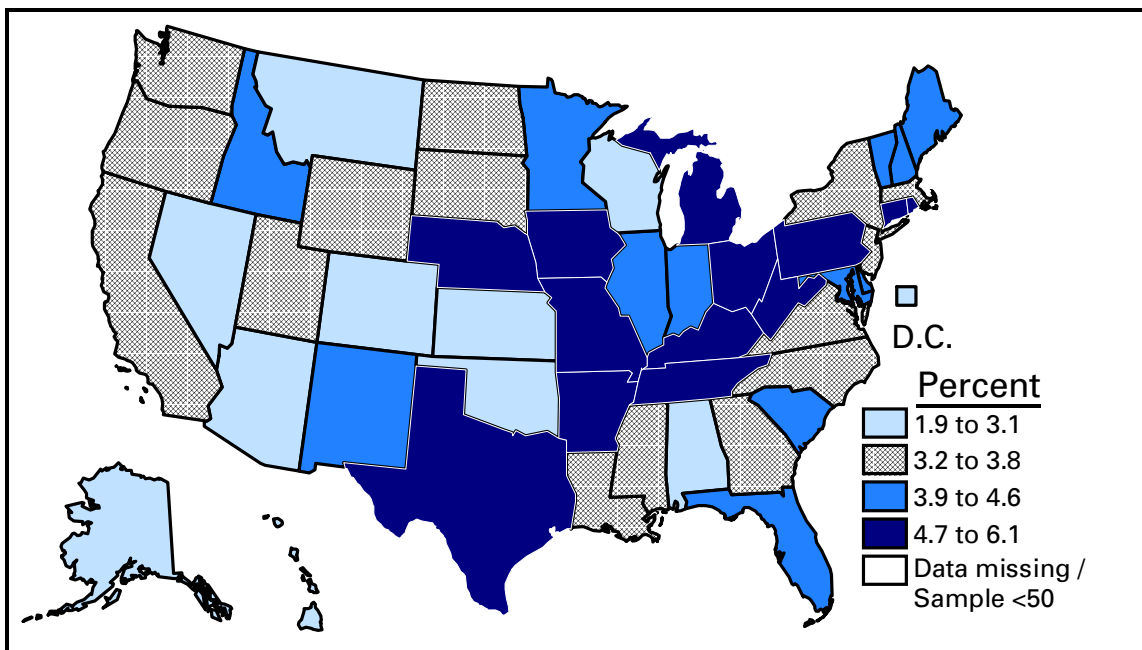 D.C.
Percent
1.9 to 3.1
3.2 to 3.8
3.9 to 4.6
4.7 to 6.1
Data missing /
Sample <50